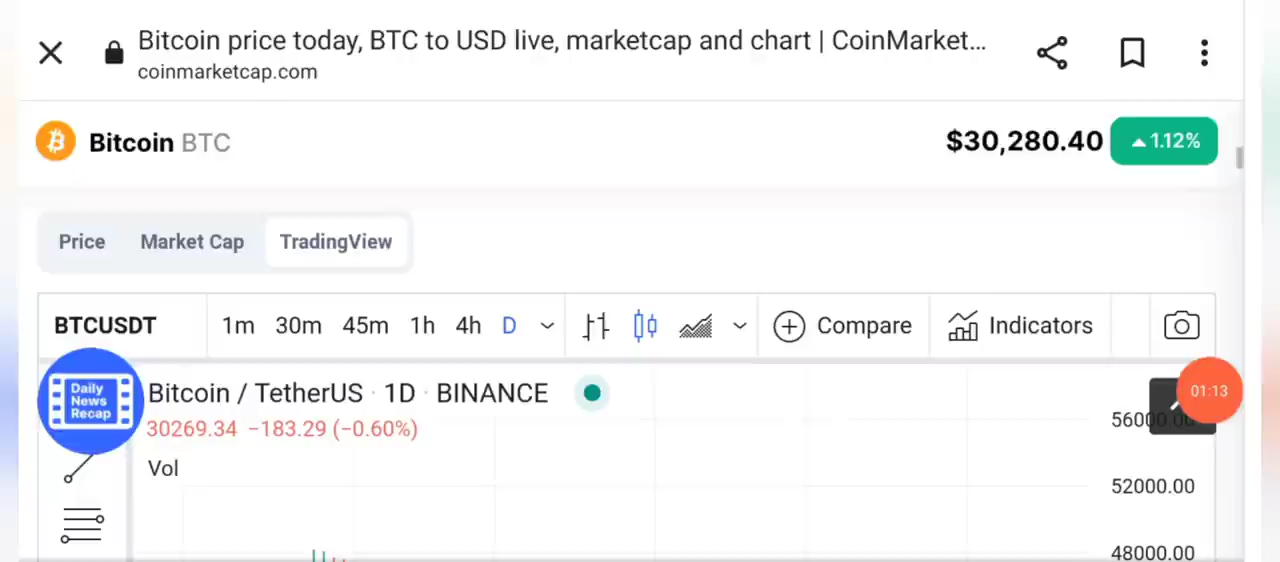 Bitcoin price today, BTC to USD live, marketcap and chart | CoinMarket...
coinmarketcap.com
Bitcoin BTC
$30,280.40 ▲1.12%
Price Market Cap TradingView
BTCUSDT 1m 30m 45m 1h 4h D Compare Indicators
Daily
News
Recap
Bitcoin / TetherUS · 1D · BINANCE
30269.34 −183.29 (−0.60%)
Vol
01:13
56000.00
52000.00
48000.00